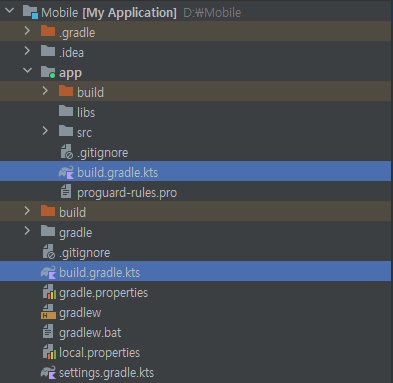 Mobile [My Application] D:₩Mobile
.gradle
.idea
app
build
libs
src
.gitignore
build.gradle.kts
proguard-rules.pro
build
gradle
.gitignore
build.gradle.kts
gradle.properties
gradlew
gradlew.bat
local.properties
settings.gradle.kts